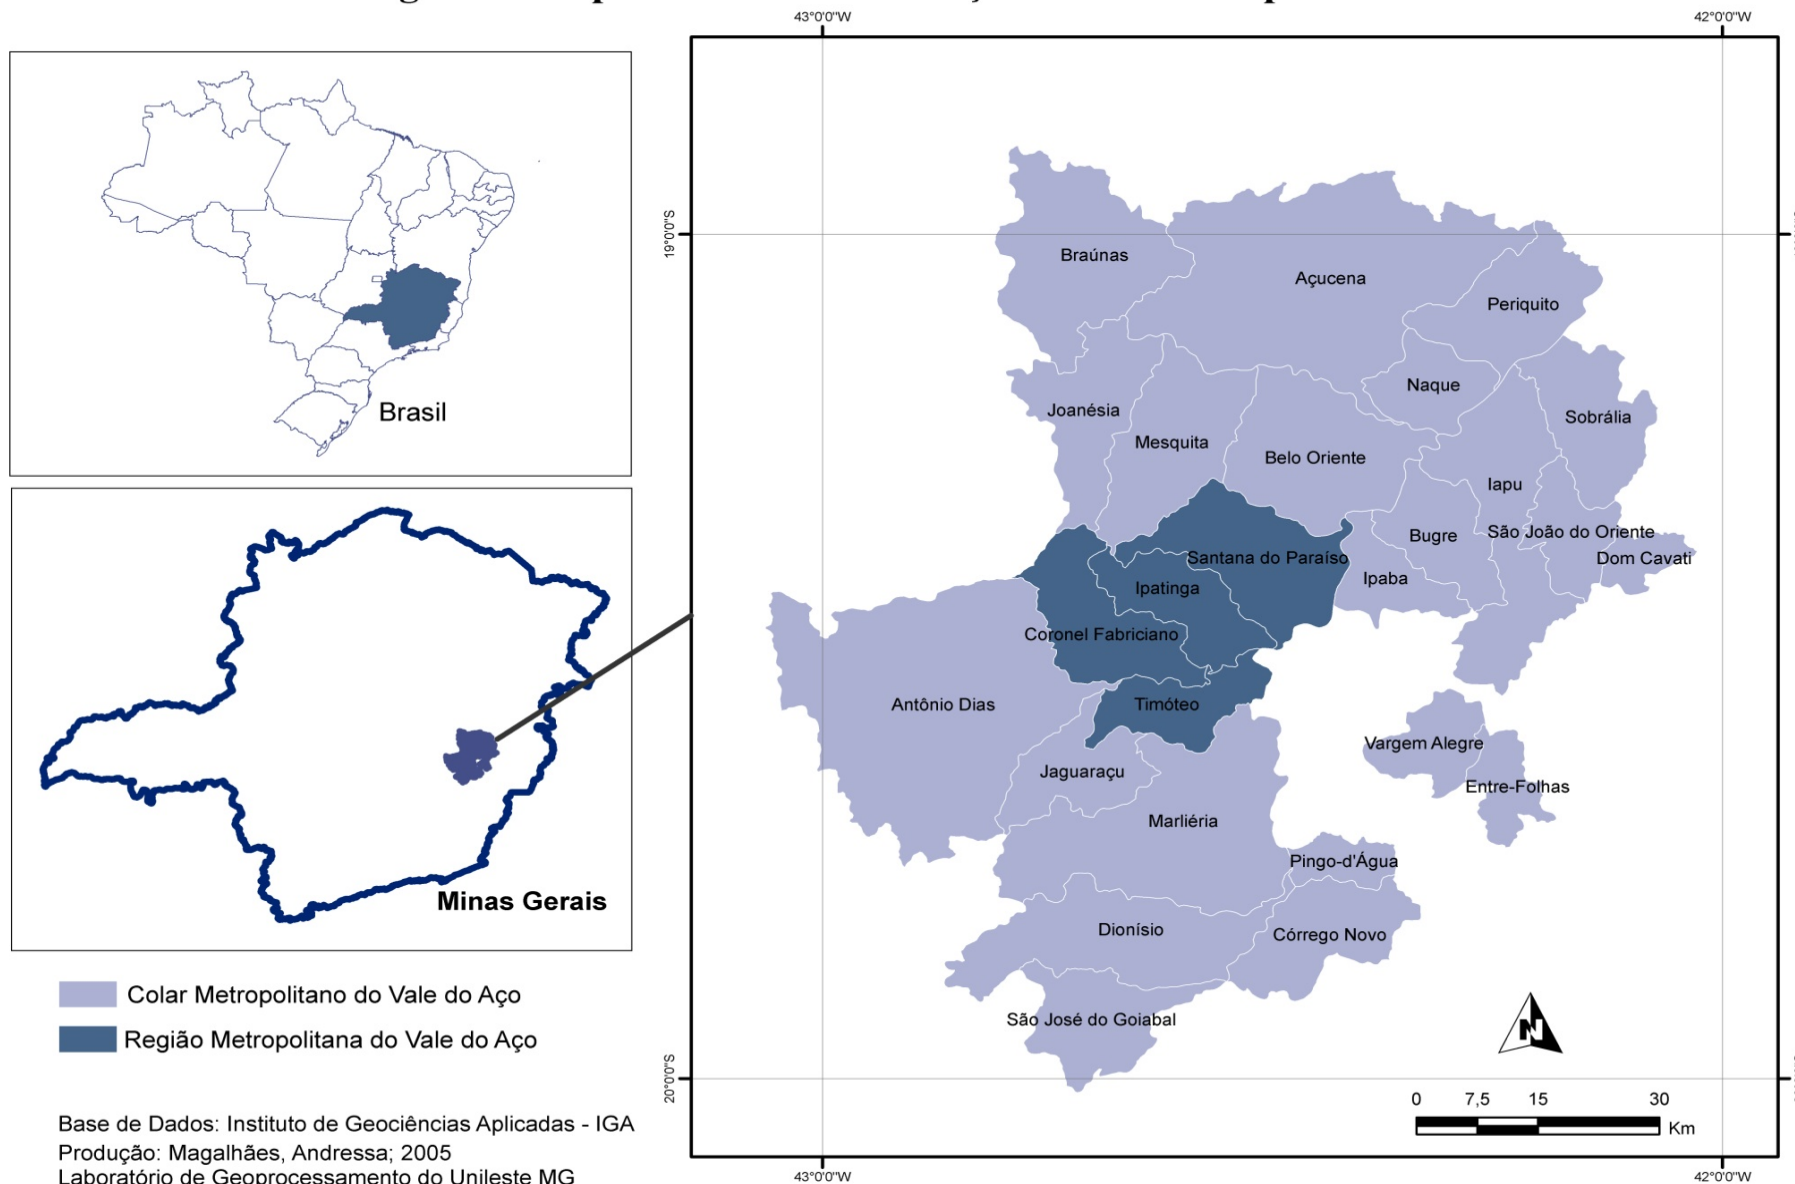 43°0'0"W
42°0'0"W
19°0'0"S
Brasil
Minas Gerais
Braúnas
Açucena
Periquito
Naque
Joanésia
Sobrália
Mesquita
Belo Oriente
Iapu
São João do Oriente
Bugre
Dom Cavati
Santana do Paraíso
Ipaba
Ipatinga
Coronel Fabriciano
Antônio Dias
Timóteo
Vargem Alegre
Jaguaraçu
Entre-Folhas
Marliéria
Pingo-d'Água
Dionísio
Córrego Novo
São José do Goiabal
N
20°0'0"S
0 7,5 15 30
Km
43°0'0"W
42°0'0"W
Colar Metropolitano do Vale do Aço
Região Metropolitana do Vale do Aço
Base de Dados: Instituto de Geociências Aplicadas - IGA
Produção: Magalhães, Andressa; 2005
Laboratório de Geoprocessamento do Unileste MG